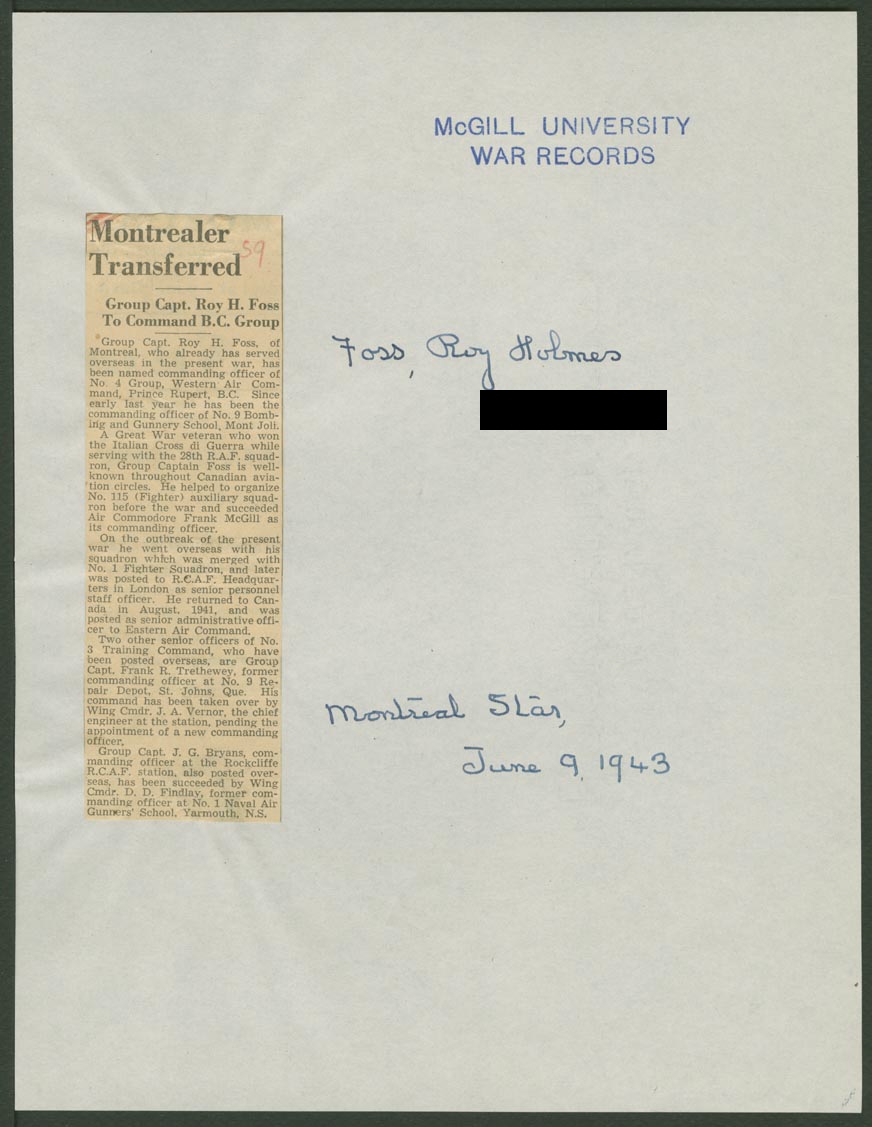 McGILL UNIVERSITY
WAR RECORDS
Montrealer
Transferred
59
Group Capt. Roy H. Foss
To Command B.C. Group
Group Capt. Roy H. Foss, of
Montreal, who already has served
overseas in the present war, has
been named commanding officer of
No. 4 Group, Western Air Com-
mand, Prince Rupert, B.C. Since
early last year he has been the
commanding officer of No. 9 Bomb-
ing and Gunnery School, Mont Joli.
A Great War veteran who won
the Italian Cross di Guerra while
serving with the 28th R.A.F. squad-
ron, Group Captain Foss is well-
known throughout Canadian avia-
tion circles. He helped to organize
No. 115 (Fighter) auxiliary squad-
ron before the war and succeeded
Air Commodore Frank McGill as
its commanding officer.
On the outbreak of the present
war he went overseas with his
squadron which was merged with
No. 1 Fighter Squadron, and later
was posted to R.C.A.F. Headquar-
ters in London as senior personnel
staff officer. He returned to Can-
ada in August, 1941, and was
posted as senior administrative offi-
cer to Eastern Air Command.
Two other senior officers of No.
3 Training Command, who have
been posted overseas, are Group
Capt. Frank R. Trethewey, former
commanding officer at No. 9 Re-
pair Depot, St. Johns, Que. His
command has been taken over by
Wing Cmdr. J. A. Vernor, the chief
engineer at the station, pending the
appointment of a new commanding
officer.
Group Capt. J. G. Bryans, com-
manding officer at the Rockcliffe
R.C.A.F. station, also posted over-
seas, has been succeeded by Wing
Cmdr. D. D. Findlay, former com-
manding officer at No. 1 Naval Air
Gunners' School, Yarmouth, N.S.
Foss, Roy Holmes
Montreal Star,
June 9, 1943